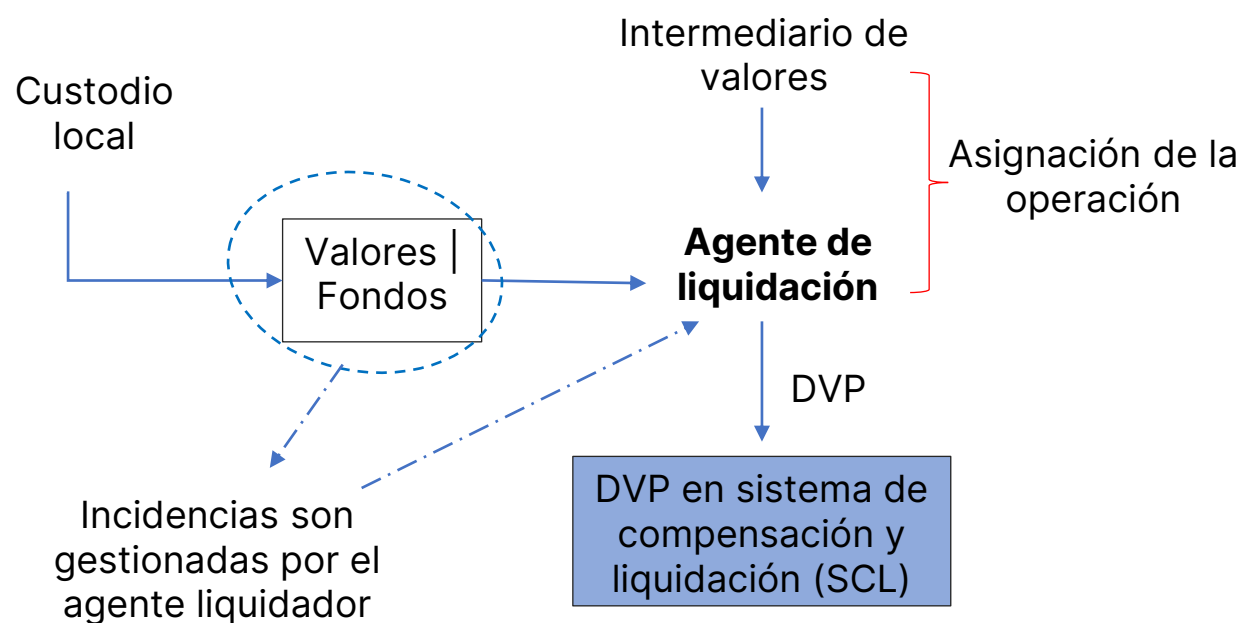 Intermediario de
valores
Custodio
local
Asignación de la
operación
Valores |
Fondos
Agente de
liquidación
DVP
DVP en sistema de
compensación y
liquidación (SCL)
Incidencias son
gestionadas por el
agente liquidador